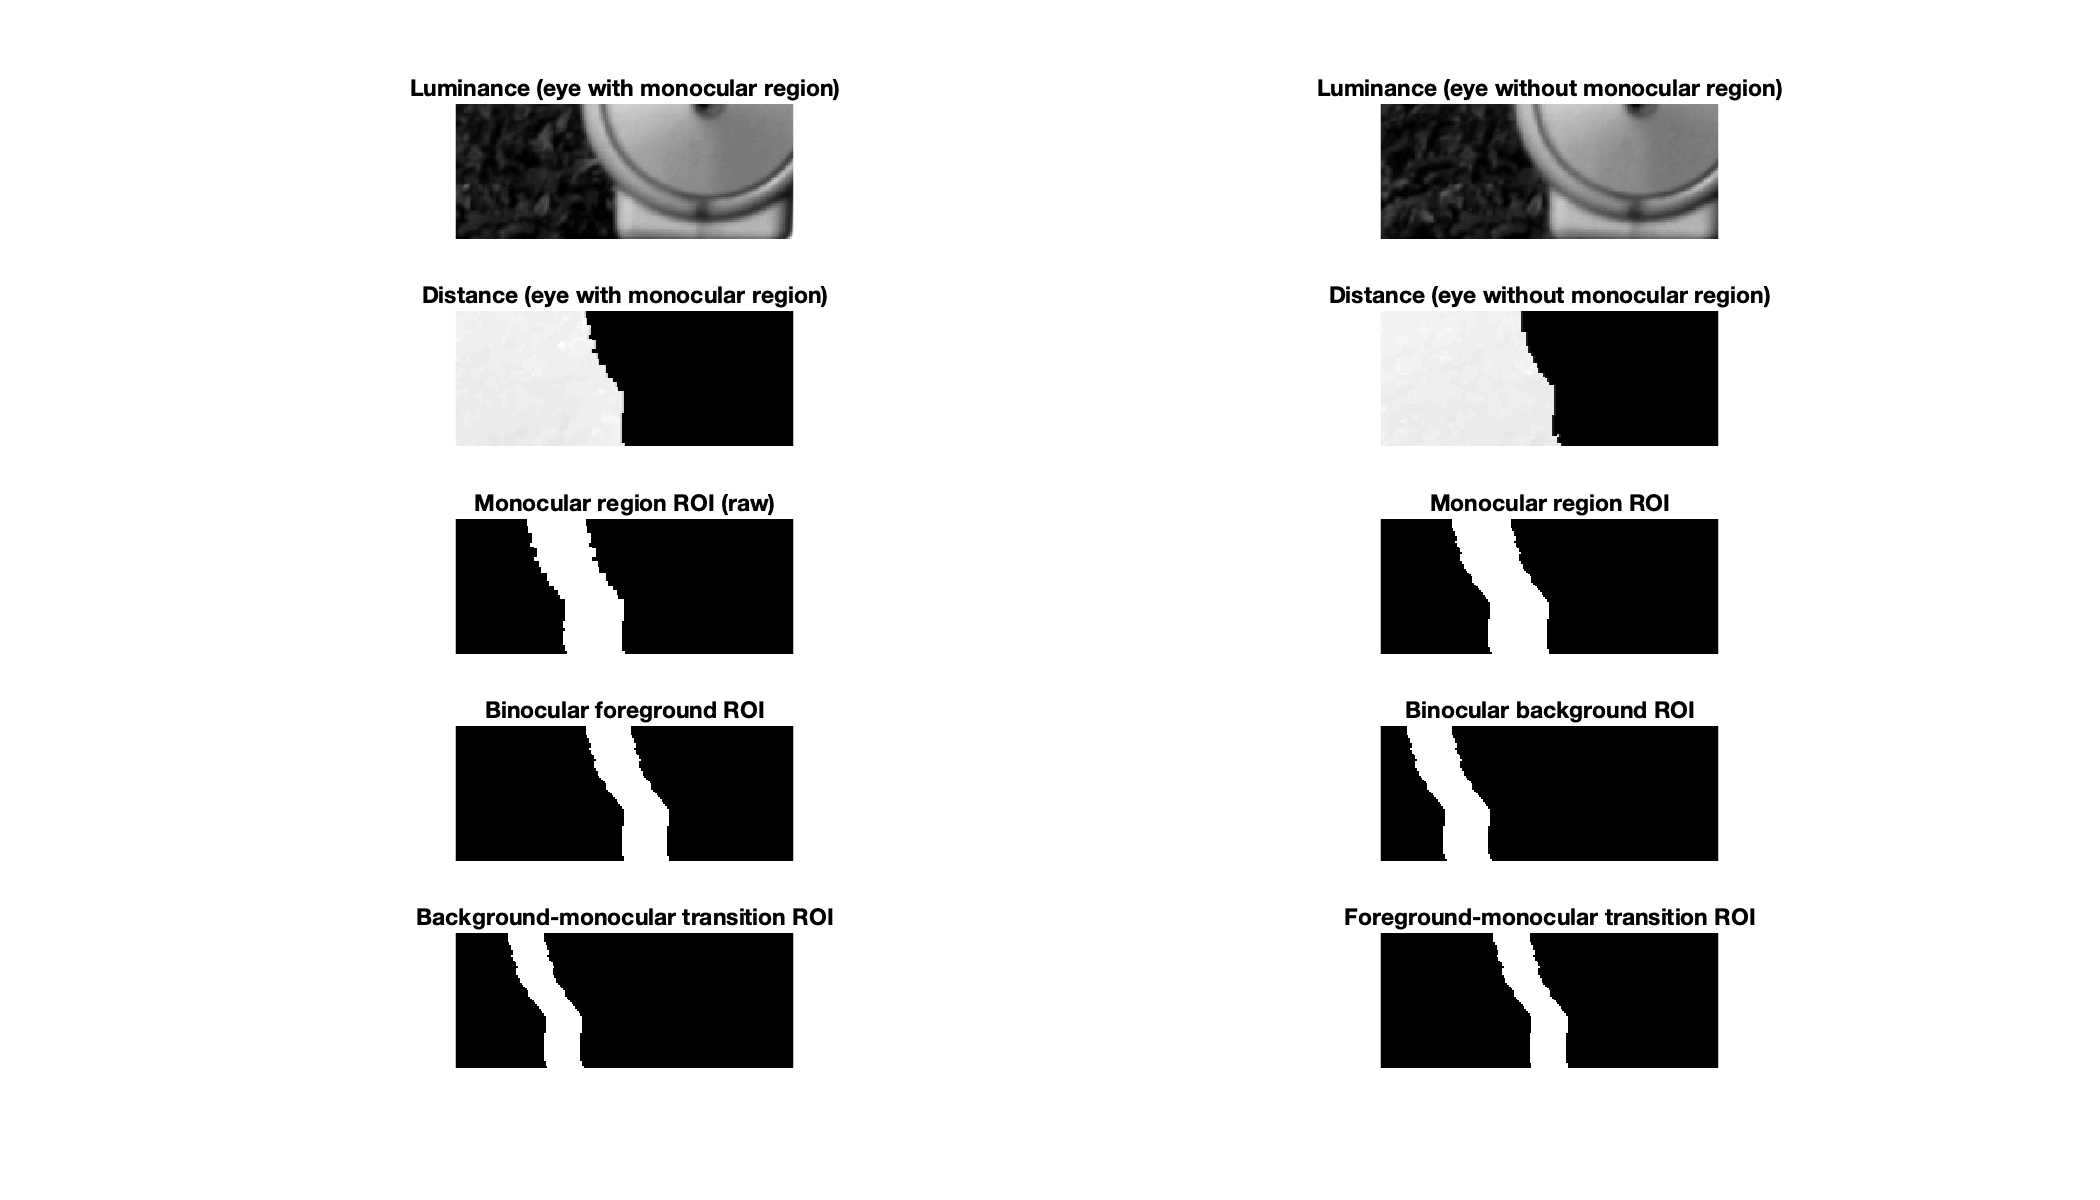 Luminance (eye with monocular region)
Luminance (eye without monocular region)
Distance (eye with monocular region)
Distance (eye without monocular region)
Monocular region ROI (raw)
Monocular region ROI
Binocular foreground ROI
Binocular background ROI
Background-monocular transition ROI
Foreground-monocular transition ROI